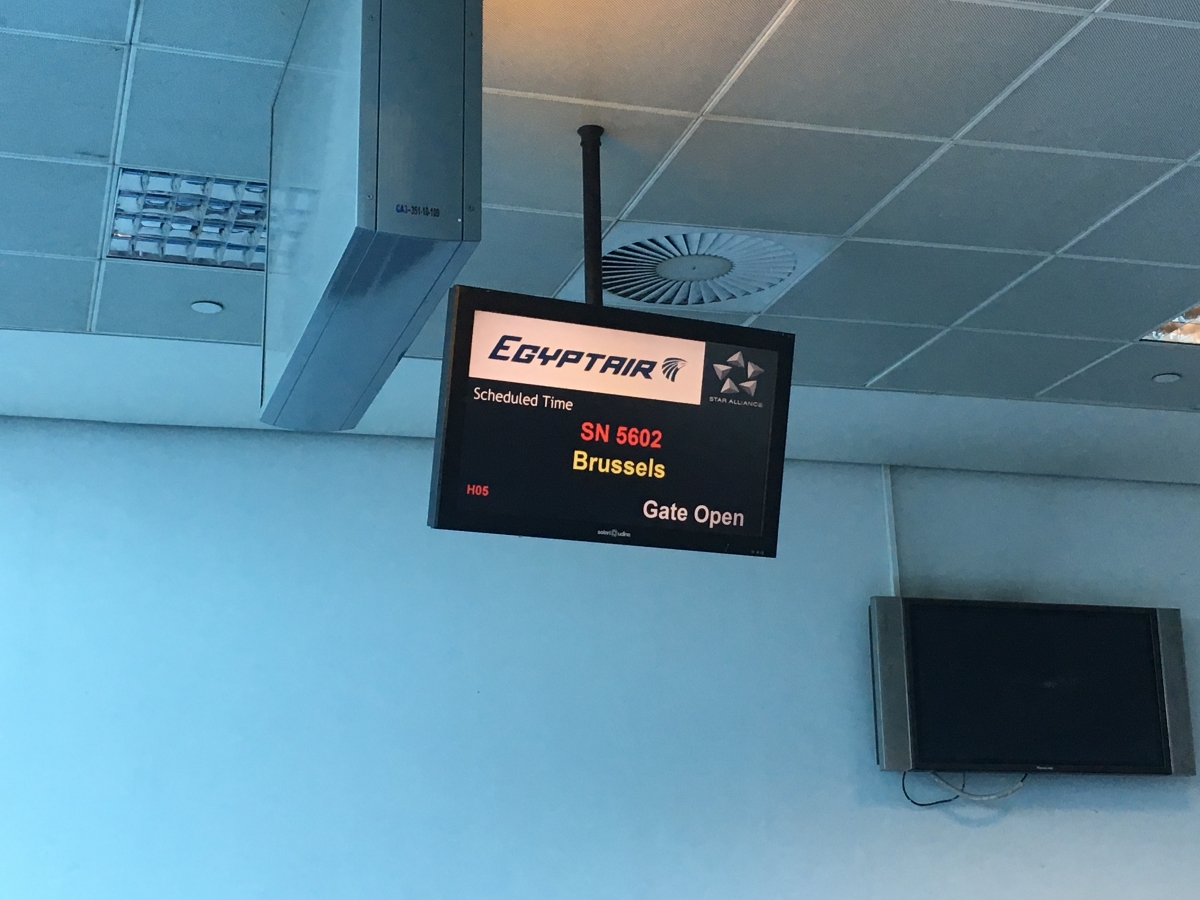 EGYPTAIR
STAR ALLIANCE
Scheduled Time
SN 5602
Brussels
H05
Gate Open